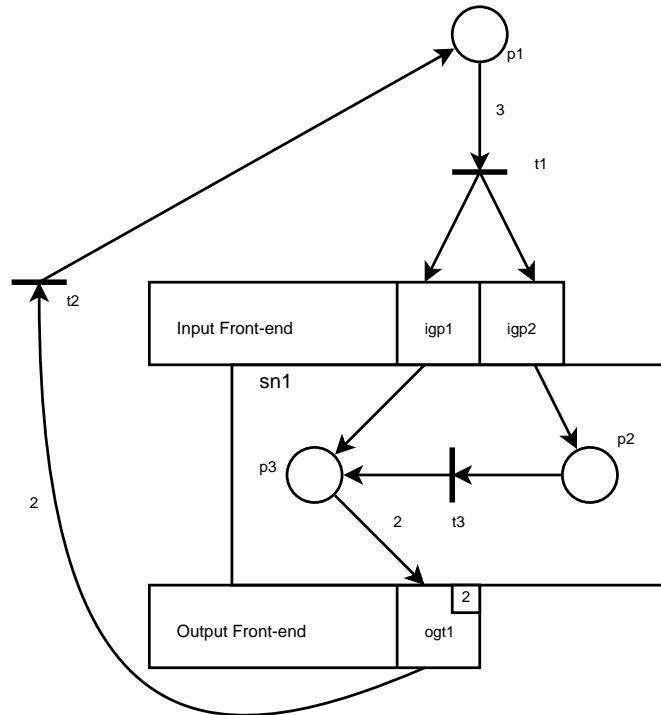 p1
3
t1
t2
Input Front-end
igp1
igp2
sn1
p2
p3
2
2
t3
2
Output Front-end
ogt1